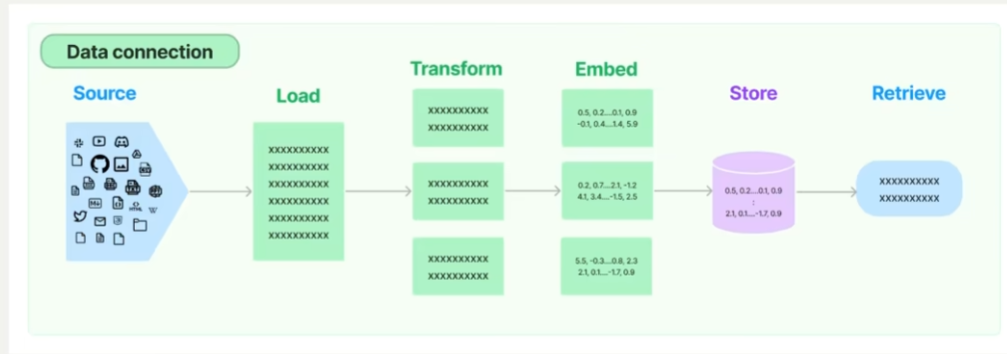 Data connection
Source
Load
Transform
Embed
Store
Retrieve
XXXXXXXXXX
XXXXXXXXXX
XXXXXXXXXX
XXXXXXXXXX
XXXXXXXXXX
XXXXXXXXXX
XXXXXXXXXX
XXXXXXXXXX
XXXXXXXXXX
XXXXXXXXXX
XXXXXXXXXX
XXXXXXXXXX
0.5, 0.2....0.1, 0.9
-0.1, 0.4....1.4, 5.9
0.2, 0.7....2.1, -1.2
4.1, 3.4....-1.5, 2.5
5.5, -0.3....0.8, 2.3
2.1, 0.1....-1.7, 0.9
0.5, 0.2....0.1, 0.9
:
2.1, 0.1....-1.7, 0.9
XXXXXXXXXX
XXXXXXXXXX